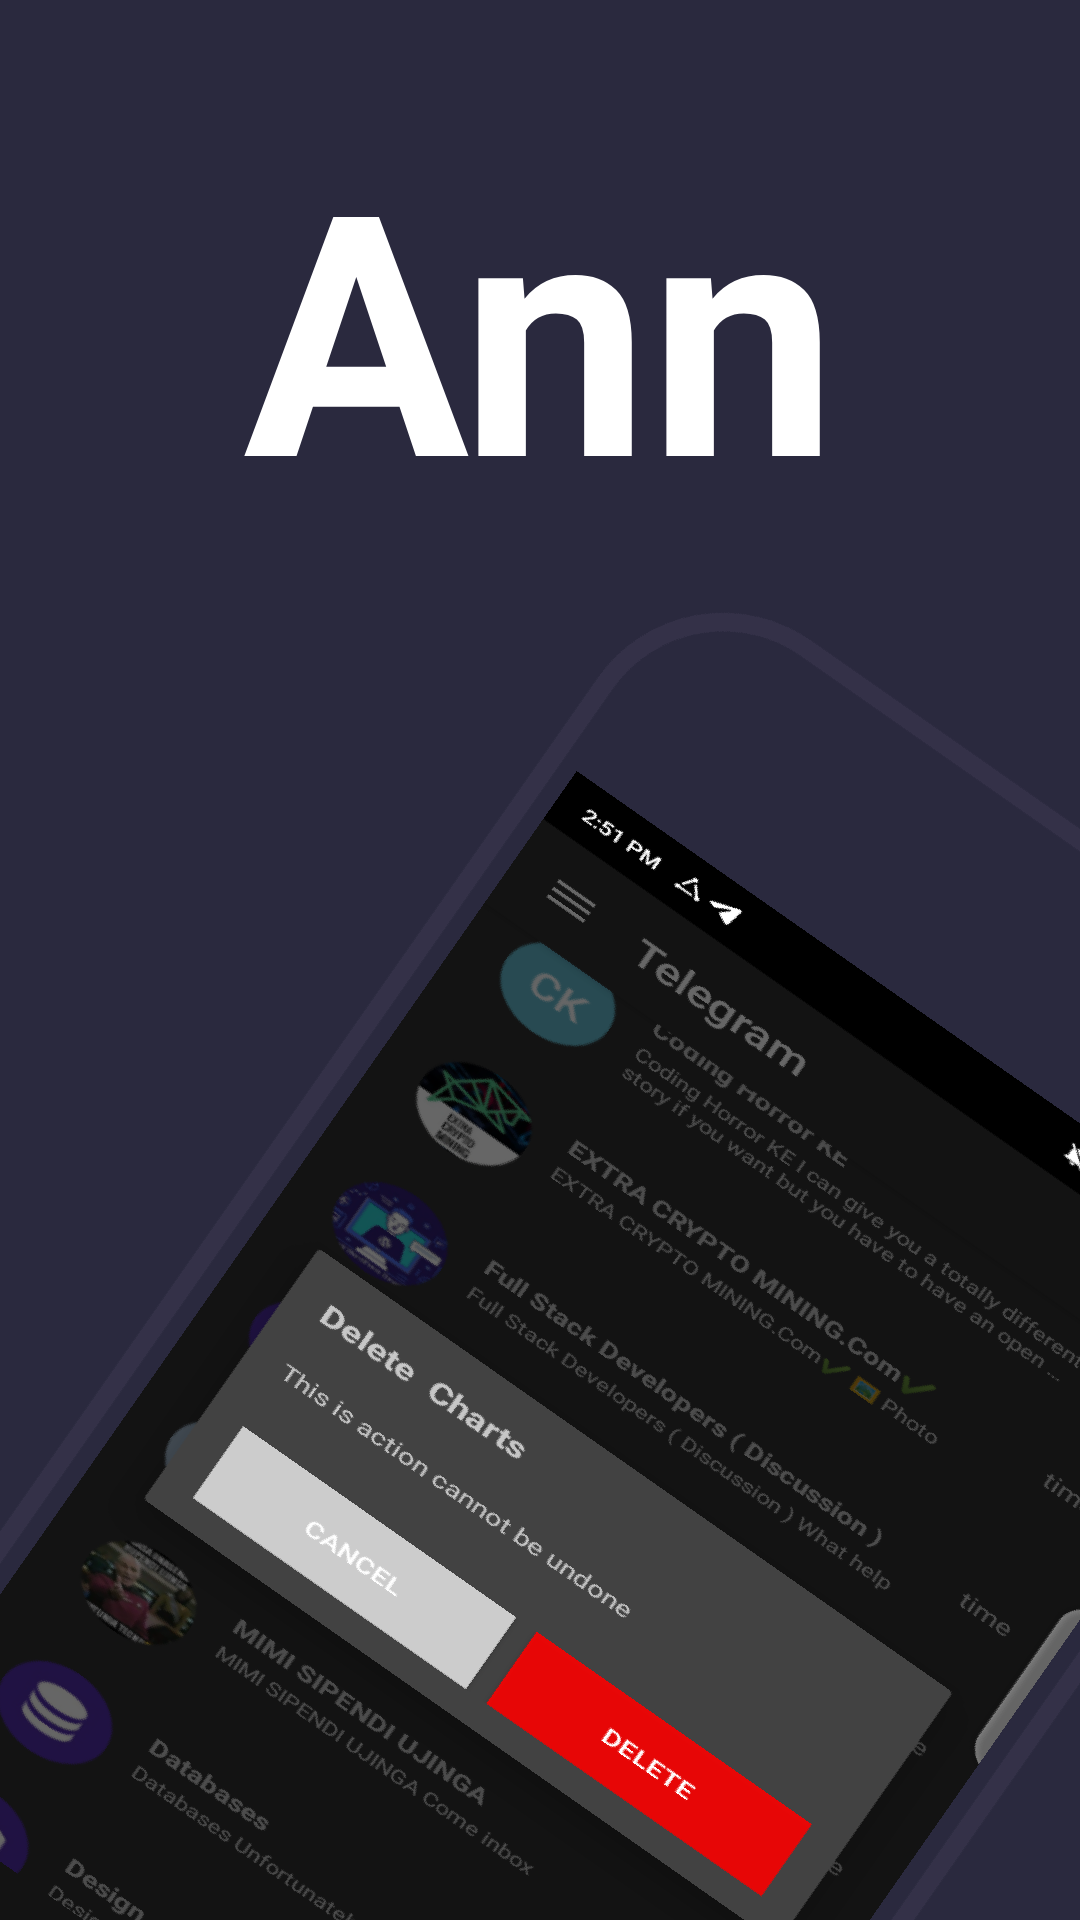 Ann
2:51 PM
Telegram
CK
Coding Horror KE
Coding Horror KE I can give you a totally different
story if you want but you have to have an open ...
EXTRA
CRYPTO
MINING
EXTRA CRYPTO MINING.Com✔
EXTRA CRYPTO MINING.Com✔ 🖼 Photo
Full Stack Developers ( Discussion )
Full Stack Developers ( Discussion ) What help
time
Delete Charts
This is action cannot be undone
CANCEL
DELETE
MIMI SIPENDI UJINGA
MIMI SIPENDI UJINGA Come inbox
Databases
Databases
Design